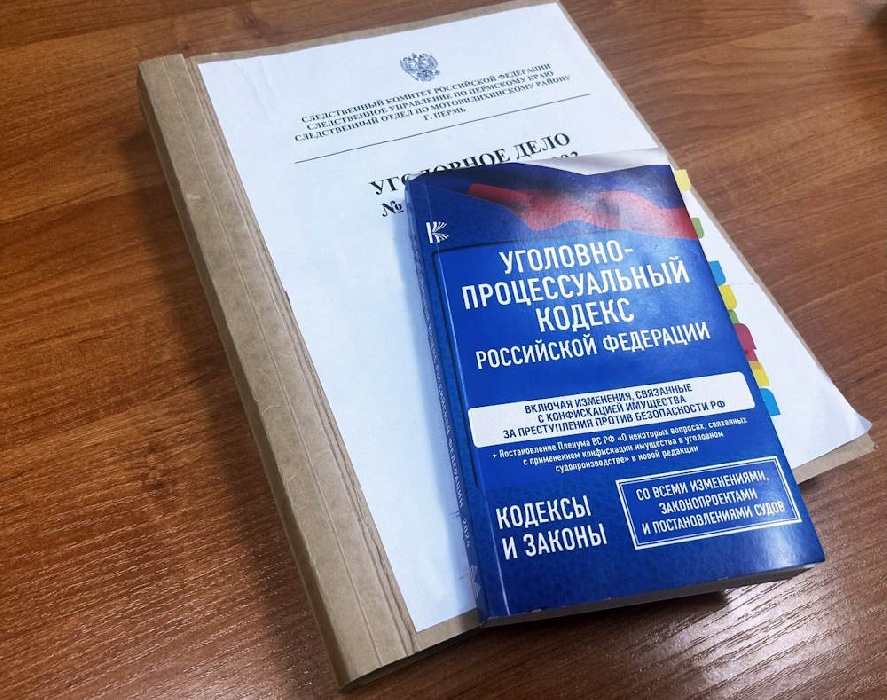 СЛЕДСТВЕННЫЙ КОМИТЕТ РОССИЙСКОЙ ФЕДЕРАЦИИ
СЛЕДСТВЕННОЕ УПРАВЛЕНИЕ ПО ПЕРМСКОМУ КРАЮ
СЛЕДСТВЕННЫЙ ОТДЕЛ ПО МОТОВИЛИХИНСКОМУ РАЙОНУ
Г. ПЕРМЬ
УГОЛОВНОЕ ДЕЛО
№
УГОЛОВНО-
ПРОЦЕССУАЛЬНЫЙ
КОДЕКС
РОССИЙСКОЙ ФЕДЕРАЦИИ
ВКЛЮЧАЯ ИЗМЕНЕНИЯ, СВЯЗАННЫЕ
С КОНФИСКАЦИЕЙ ИМУЩЕСТВА
ЗА ПРЕСТУПЛЕНИЯ ПРОТИВ БЕЗОПАСНОСТИ РФ
+ Постановление Пленума ВС РФ «О некоторых вопросах, связанных
с применением конфискации имущества в уголовном
судопроизводстве» в новой редакции
КОДЕКСЫ
И ЗАКОНЫ
СО ВСЕМИ ИЗМЕНЕНИЯМИ,
ЗАКОНОПРОЕКТАМИ
И ПОСТАНОВЛЕНИЯМИ СУДОВ